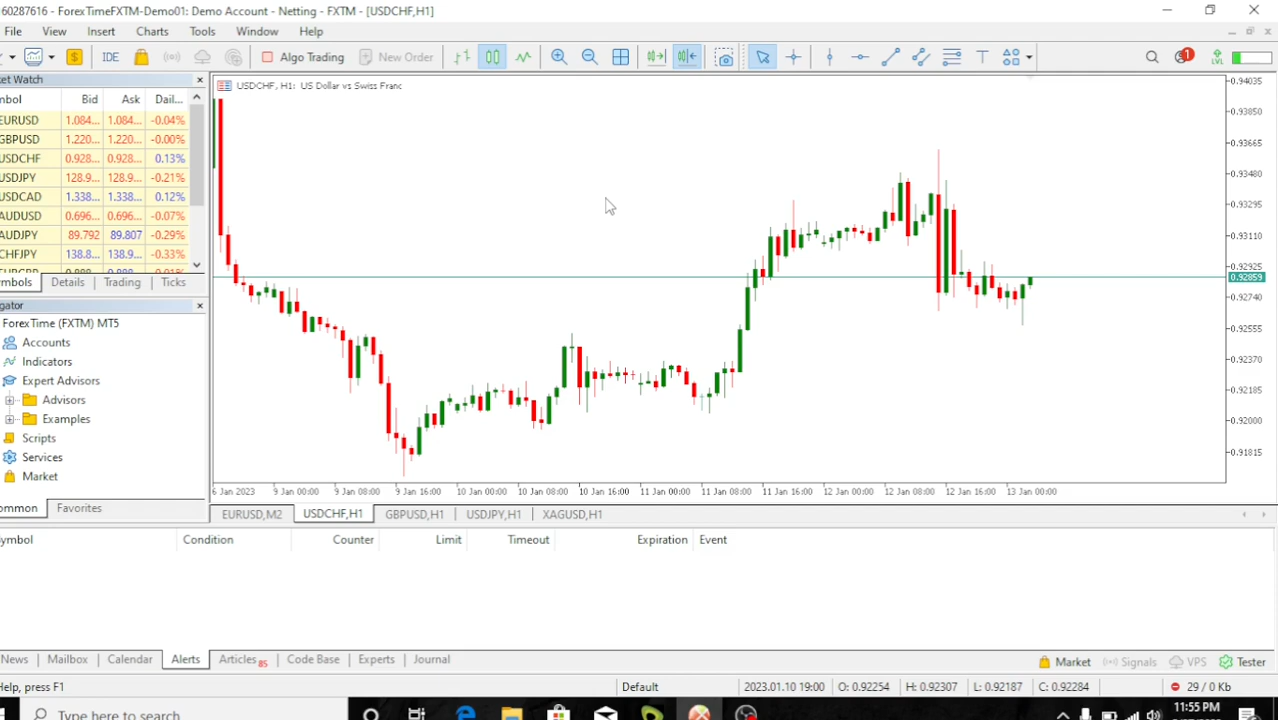 60287616 - ForexTimeFXTM-Demo01: Demo Account - Netting - FXTM - [USDCHF,H1]
File View Insert Charts Tools Window Help
IDE Algo Trading New Order 1 LVL
ket Watch
mbol Bid Ask Dail...
EURUSD 1.084... 1.084... -0.04%
GBPUSD 1.220... 1.220... -0.00%
USDCHF 0.928... 0.928... 0.13%
USDJPY 128.9... 128.9... -0.21%
USDCAD 1.338... 1.338... 0.12%
AUDUSD 0.696... 0.696... -0.07%
AUDJPY 89.792 89.807 -0.29%
CHFJPY 138.8... 138.9... -0.33%
mbols Details Trading Ticks
gator
ForexTime (FXTM) MT5
Accounts
Indicators
Expert Advisors
Advisors
Examples
Scripts
Services
Market
ommon Favorites
USDCHF, H1: US Dollar vs Swiss Franc
0.94035
0.93850
0.93665
0.93480
0.93295
0.93110
0.92925
0.92859
0.92740
0.92555
0.92370
0.92185
0.92000
0.91815
6 Jan 2023 9 Jan 00:00 9 Jan 08:00 9 Jan 16:00 10 Jan 00:00 10 Jan 08:00 10 Jan 16:00 11 Jan 00:00 11 Jan 08:00 11 Jan 16:00 12 Jan 00:00 12 Jan 08:00 12 Jan 16:00 13 Jan 00:00
EURUSD,M2 USDCHF,H1 GBPUSD,H1 USDJPY,H1 XAGUSD,H1
ymbol Condition Counter Limit Timeout Expiration Event
News Mailbox Calendar Alerts Articles 85 Code Base Experts Journal Market Signals VPS Tester
Help, press F1 Default 2023.01.10 19:00 O: 0.92254 H: 0.92307 L: 0.92187 C: 0.92284 29 / 0 Kb
Type here to search 11:55 PM